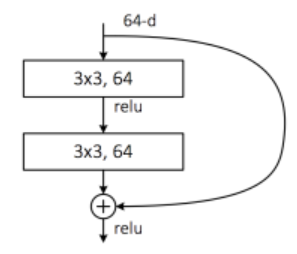 64-d
3x3, 64
relu
3x3, 64
+
relu